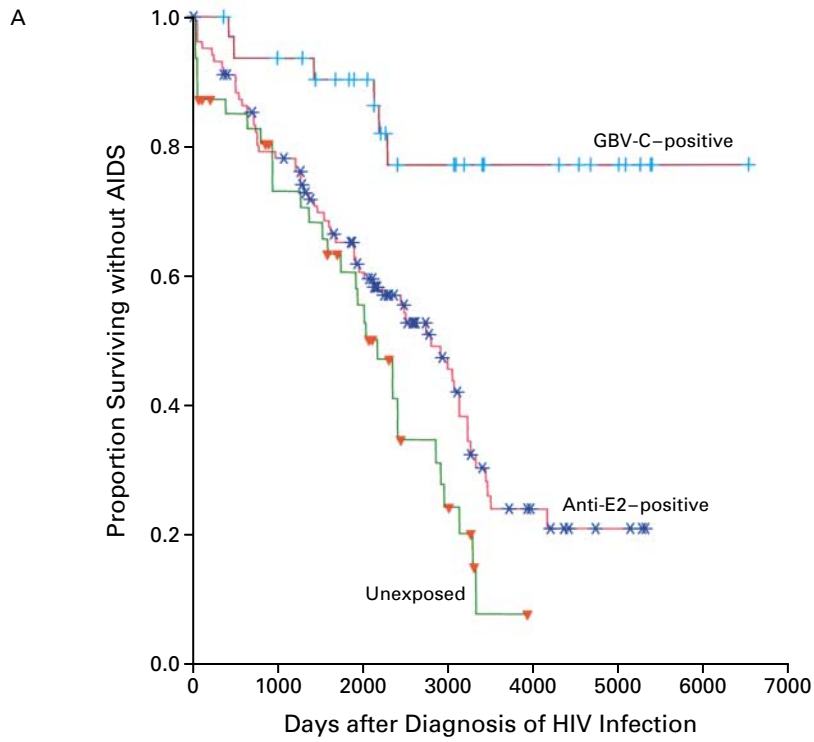 A
1.0
0.8
0.6
0.4
0.2
0.0
Proportion Surviving without AIDS
GBV-C–positive
Anti-E2–positive
Unexposed
0 1000 2000 3000 4000 5000 6000 7000
Days after Diagnosis of HIV Infection